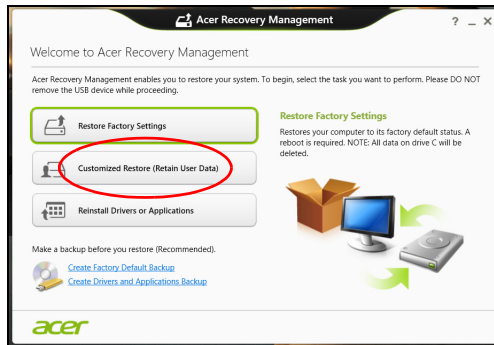 Acer Recovery Management
? _ X
Welcome to Acer Recovery Management
Acer Recovery Management enables you to restore your system. To begin, select the task you want to perform. Please DO NOT
remove the USB device while proceeding.
Restore Factory Settings
Customized Restore (Retain User Data)
Reinstall Drivers or Applications
Restore Factory Settings
Restores your computer to its factory default status. A
reboot is required. NOTE: All data on drive C will be
deleted.
Make a backup before you restore (Recommended).
Create Factory Default Backup
Create Drivers and Applications Backup
acer